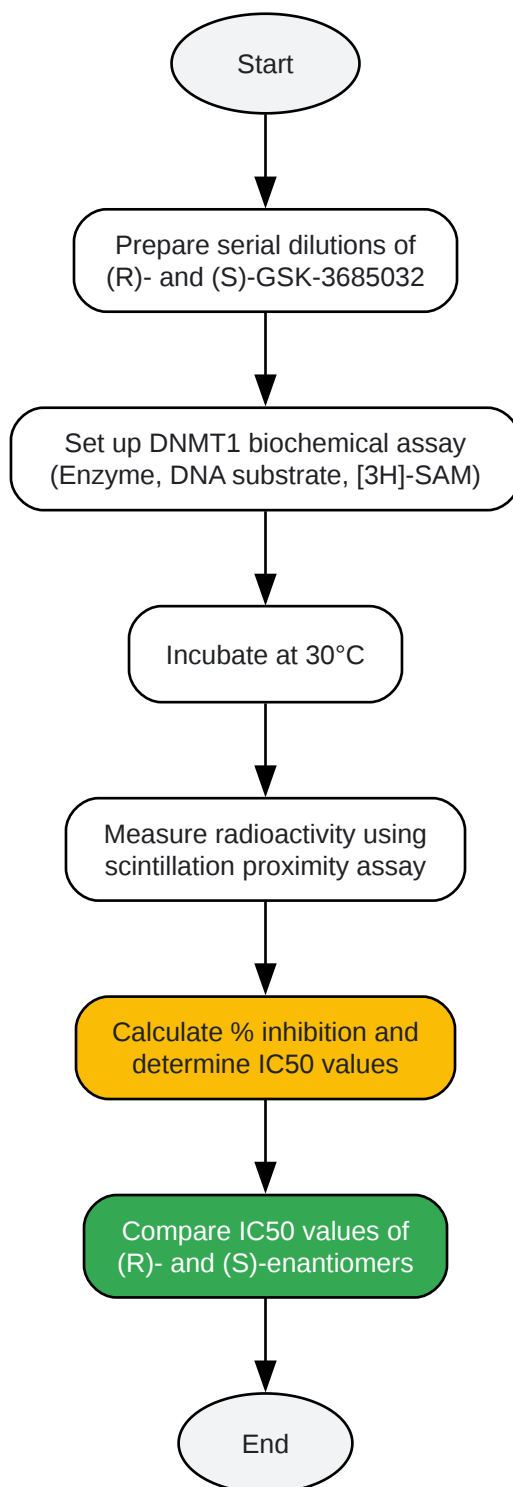 Start
Prepare serial dilutions of
(R)- and (S)-GSK-3685032
Set up DNMT1 biochemical assay
(Enzyme, DNA substrate, [3H]-SAM)
Incubate at 30°C
Measure radioactivity using
scintillation proximity assay
Calculate % inhibition and
determine IC50 values
Compare IC50 values of
(R)- and (S)-enantiomers
End